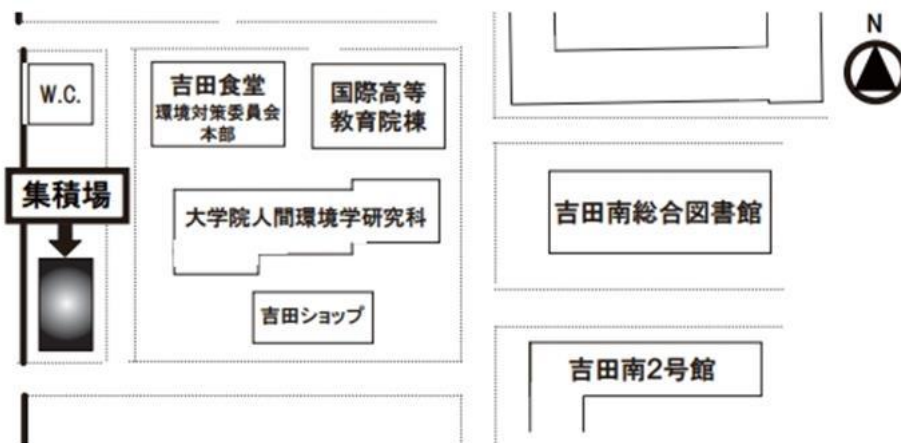 N
W.C.
吉田食堂
環境対策委員会
本部
国際高等
教育院棟
集積場
大学院人間環境学研究科
吉田南総合図書館
吉田ショップ
吉田南2号館